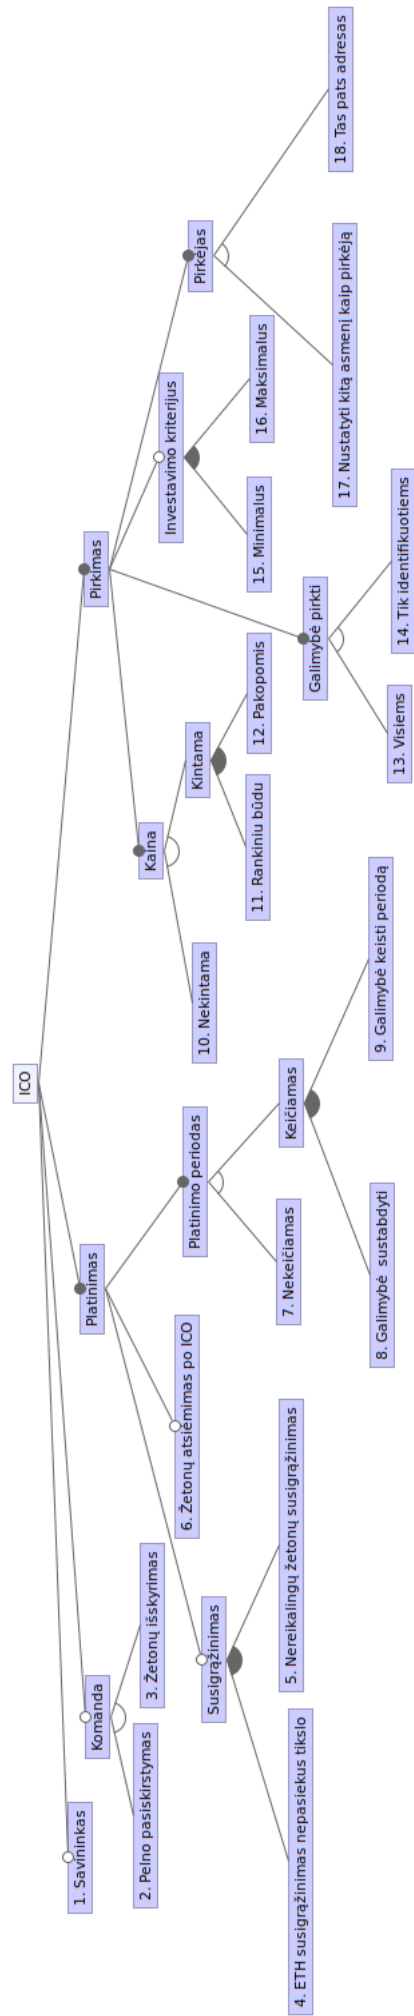 ICO
1. Savininkas
Komanda
2. Pelno pasiskirstymas
3. Žetonų išskyrimas
Platinimas
Susigrąžinimas
4. ETH susigrąžinimas nepasiekus tikslo
5. Nereikalingų žetonų susigrąžinimas
6. Žetonų atsiėmimas po ICO
Platinimo periodas
7. Nekeičiamas
Keičiamas
8. Galimybė sustabdyti
9. Galimybė keisti periodą
Pirkimas
Kaina
10. Nekintama
Kintama
11. Rankiniu būdu
12. Pakopomis
Galimybė pirkti
13. Visiems
14. Tik identifikuotiems
Investavimo kriterijus
15. Minimalus
16. Maksimalus
Pirkėjas
17. Nustatyti kitą asmenį kaip pirkėją
18. Tas pats adresas